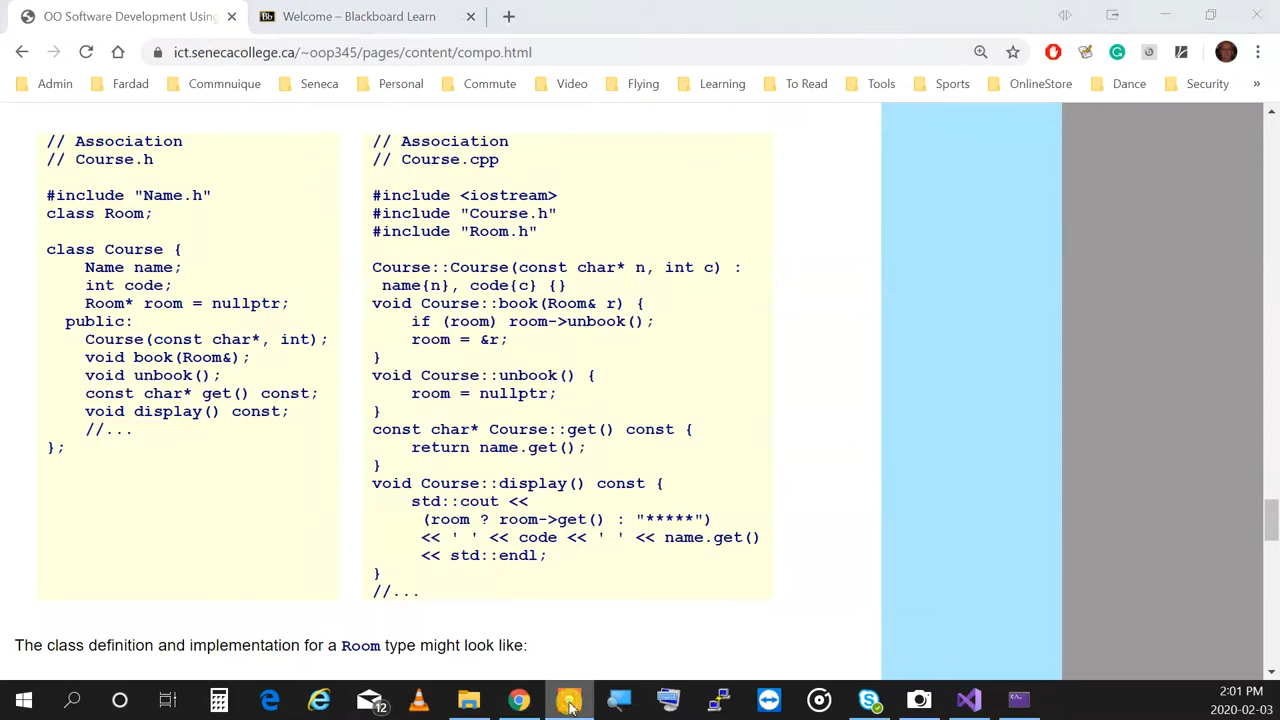 OO Software Development Using
Welcome – Blackboard Learn
ict.senecacollege.ca/~oop345/pages/content/compo.html
Admin Fardad Commnuique Seneca Personal Commute Video Flying Learning To Read Tools Sports OnlineStore Dance Security »
// Association
// Course.h
#include "Name.h"
class Room;
class Course {
Name name;
int code;
Room* room = nullptr;
public:
Course(const char*, int);
void book(Room&);
void unbook();
const char* get() const;
void display() const;
//...
};
// Association
// Course.cpp
#include <iostream>
#include "Course.h"
#include "Room.h"
Course::Course(const char* n, int c) :
name{n}, code{c} {}
void Course::book(Room& r) {
if (room) room->unbook();
room = &r;
}
void Course::unbook() {
room = nullptr;
}
const char* Course::get() const {
return name.get();
}
void Course::display() const {
std::cout <<
(room ? room->get() : "*****")
<< ' ' << code << ' ' << name.get()
<< std::endl;
}
//...
The class definition and implementation for a Room type might look like:
12
2:01 PM
2020-02-03